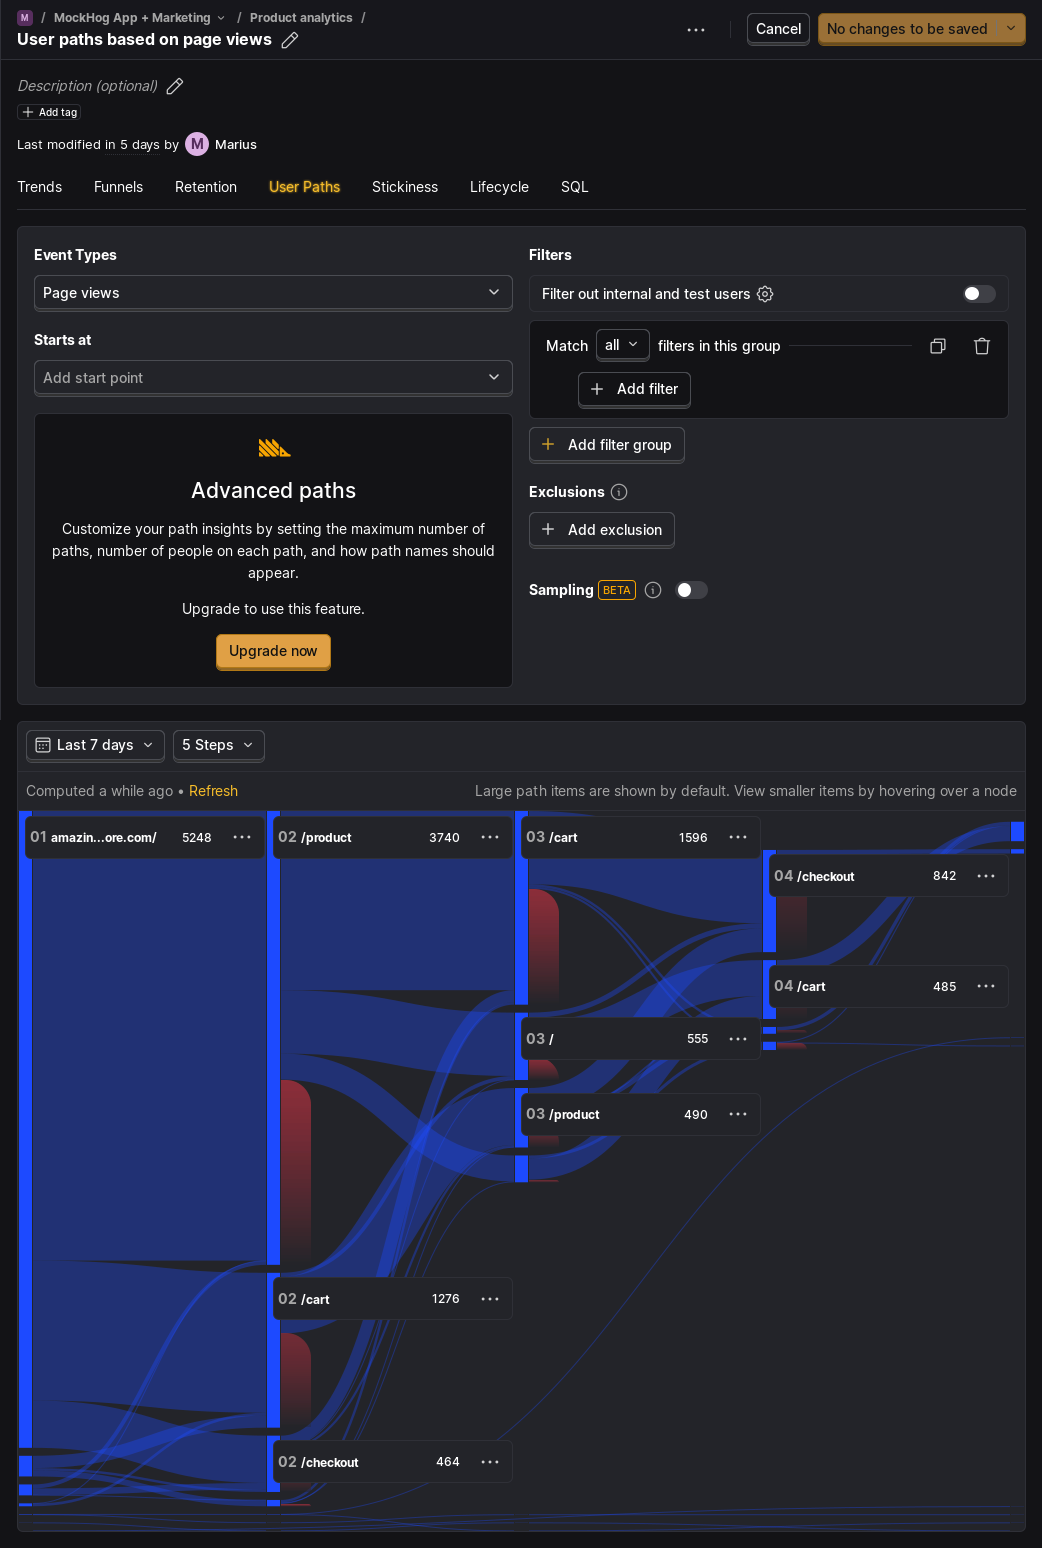 M / MockHog App + Marketing / Product analytics /
User paths based on page views
Cancel
No changes to be saved
Description (optional)
Add tag
Last modified in 5 days by M Marius
Trends Funnels Retention User Paths Stickiness Lifecycle SQL
Event Types
Page views
Starts at
Add start point
Advanced paths
Customize your path insights by setting the maximum number of
paths, number of people on each path, and how path names should
appear.
Upgrade to use this feature.
Upgrade now
Filters
Filter out internal and test users
Match all filters in this group
Add filter
Add filter group
Exclusions
Add exclusion
Sampling BETA
Last 7 days 5 Steps
Computed a while ago • Refresh
Large path items are shown by default. View smaller items by hovering over a node
01 amazin...ore.com/ 5248
02 /product 3740
03 /cart 1596
04 /checkout 842
04 /cart 485
03 / 555
03 /product 490
02 /cart 1276
02 /checkout 464